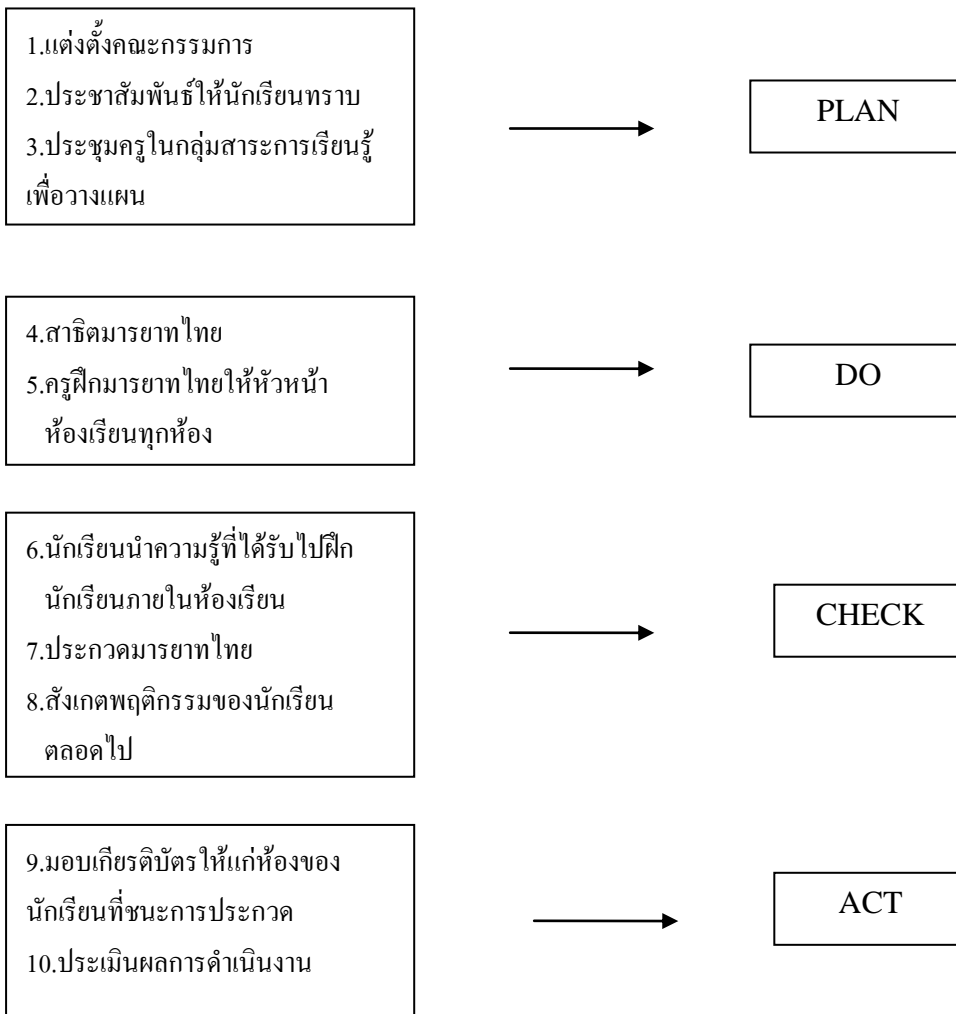 1.แต่งตั้งคณะกรรมการ
2.ประชาสัมพันธ์ให้นักเรียนทราบ
3.ประชุมครูในกลุ่มสาระการเรียนรู้
เพื่อวางแผน
PLAN
4.สาธิตมารยาทไทย
5.ครูฝึกมารยาทไทยให้หัวหน้า
ห้องเรียนทุกห้อง
DO
6.นักเรียนนำความรู้ที่ได้รับไปฝึก
นักเรียนภายในห้องเรียน
7.ประกวดมารยาทไทย
8.สังเกตพฤติกรรมของนักเรียน
ตลอดไป
CHECK
9.มอบเกียรติบัตรให้แก่ห้องของ
นักเรียนที่ชนะการประกวด
10.ประเมินผลการดำเนินงาน
ACT